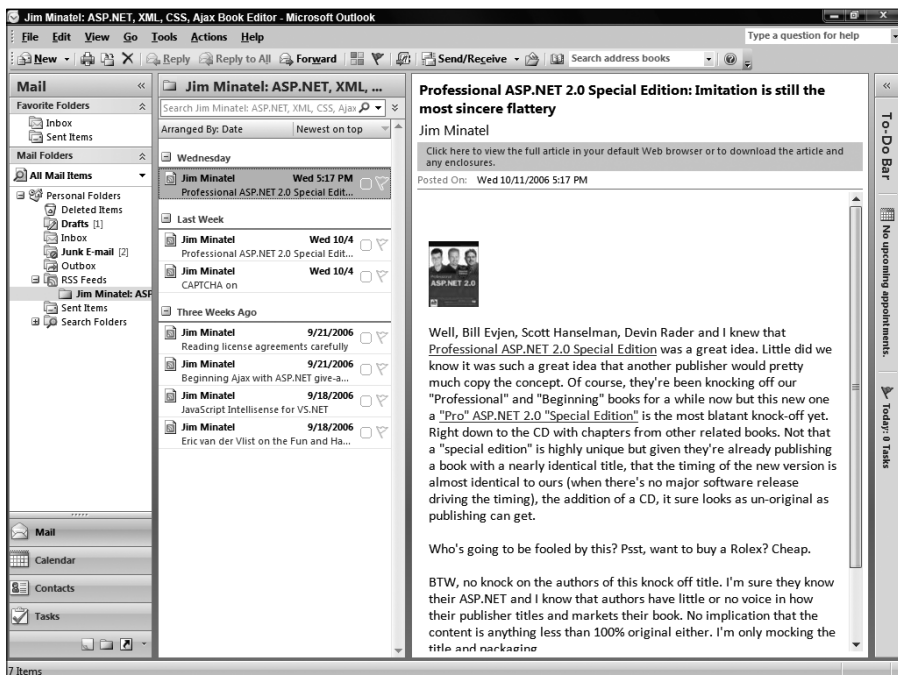 Jim Minatel: ASP.NET, XML, CSS, Ajax Book Editor - Microsoft Outlook
File Edit View Go Tools Actions Help
Type a question for help
New Reply Reply to All Forward Send/Receive Search address books
Mail
Favorite Folders
Inbox
Sent Items
Mail Folders
All Mail Items
Personal Folders
Deleted Items
Drafts [1]
Inbox
Junk E-mail [2]
Outbox
RSS Feeds
Jim Minatel: ASP
Sent Items
Search Folders
Mail
Calendar
Contacts
Tasks
7 Items
Jim Minatel: ASP.NET, XML, ...
Search Jim Minatel: ASP.NET, XML, CSS, Ajax
Arranged By: Date Newest on top
Wednesday
Jim Minatel Wed 5:17 PM
Professional ASP.NET 2.0 Special Edit...
Last Week
Jim Minatel Wed 10/4
Professional ASP.NET 2.0 Special Edit...
Jim Minatel Wed 10/4
CAPTCHA on
Three Weeks Ago
Jim Minatel 9/21/2006
Reading license agreements carefully
Jim Minatel 9/21/2006
Beginning Ajax with ASP.NET give-a...
Jim Minatel 9/18/2006
JavaScript Intellisense for VS.NET
Jim Minatel 9/18/2006
Eric van der Vlist on the Fun and Ha...
Professional ASP.NET 2.0 Special Edition: Imitation is still the
most sincere flattery
Jim Minatel
Click here to view the full article in your default Web browser or to download the article and
any enclosures.
Posted On: Wed 10/11/2006 5:17 PM
Professional
ASP.NET 2.0
Well, Bill Evjen, Scott Hanselman, Devin Rader and I knew that
Professional ASP.NET 2.0 Special Edition was a great idea. Little did we
know it was such a great idea that another publisher would pretty
much copy the concept. Of course, they're been knocking off our
"Professional" and "Beginning" books for a while now but this new one
a "Pro" ASP.NET 2.0 "Special Edition" is the most blatant knock-off yet.
Right down to the CD with chapters from other related books. Not that
a "special edition" is highly unique but given they're already publishing
a book with a nearly identical title, that the timing of the new version is
almost identical to ours (when there's no major software release
driving the timing), the addition of a CD, it sure looks as un-original as
publishing can get.
Who's going to be fooled by this? Psst, want to buy a Rolex? Cheap.
BTW, no knock on the authors of this knock off title. I'm sure they know
their ASP.NET and I know that authors have little or no voice in how
their publisher titles and markets their book. No implication that the
content is anything less than 100% original either. I'm only mocking the
title and packaging
To-Do Bar
No upcoming appointments.
Today: 0 Tasks